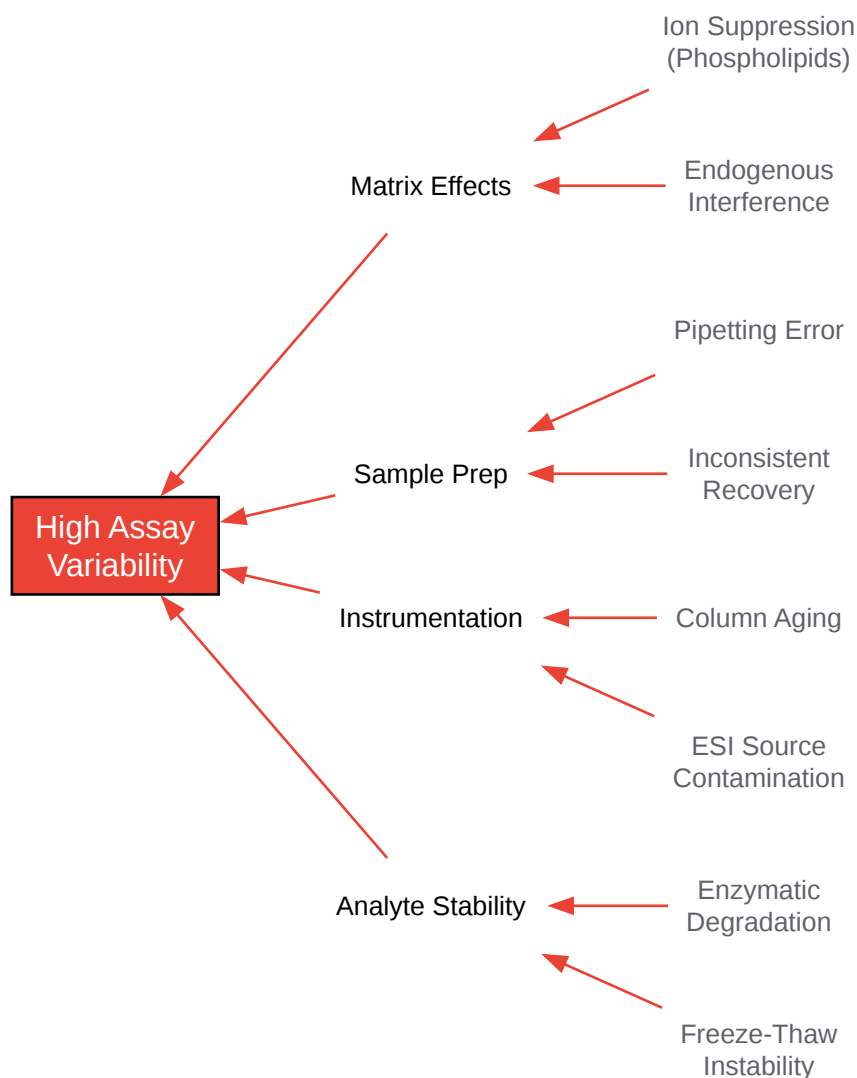 Ion Suppression
(Phospholipids)
Matrix Effects
Endogenous
Interference
Pipetting Error
Sample Prep
Inconsistent
Recovery
High Assay
Variability
Instrumentation
Column Aging
ESI Source
Contamination
Analyte Stability
Enzymatic
Degradation
Freeze-Thaw
Instability